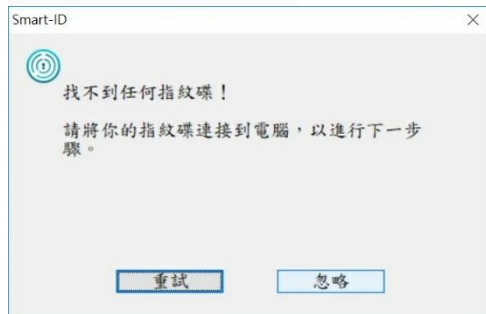 Smart-ID
找不到任何指紋碟！
請將你的指紋碟連接到電腦，以進行下一步
驟。
重試
忽略